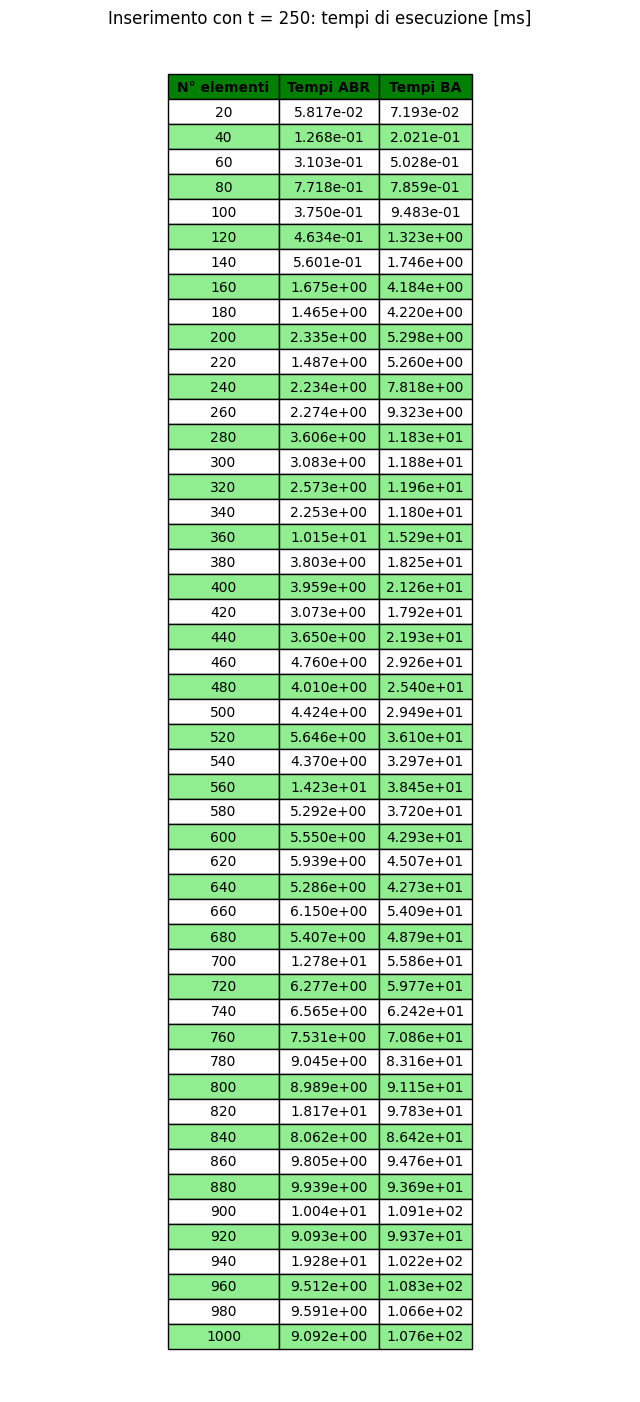 Inserimento con t = 250: tempi di esecuzione [ms]
N° elementi Tempi ABR Tempi BA
20 5.817e-02 7.193e-02
40 1.268e-01 2.021e-01
60 3.103e-01 5.028e-01
80 7.718e-01 7.859e-01
100 3.750e-01 9.483e-01
120 4.634e-01 1.323e+00
140 5.601e-01 1.746e+00
160 1.675e+00 4.184e+00
180 1.465e+00 4.220e+00
200 2.335e+00 5.298e+00
220 1.487e+00 5.260e+00
240 2.234e+00 7.818e+00
260 2.274e+00 9.323e+00
280 3.606e+00 1.183e+01
300 3.083e+00 1.188e+01
320 2.573e+00 1.196e+01
340 2.253e+00 1.180e+01
360 1.015e+01 1.529e+01
380 3.803e+00 1.825e+01
400 3.959e+00 2.126e+01
420 3.073e+00 1.792e+01
440 3.650e+00 2.193e+01
460 4.760e+00 2.926e+01
480 4.010e+00 2.540e+01
500 4.424e+00 2.949e+01
520 5.646e+00 3.610e+01
540 4.370e+00 3.297e+01
560 1.423e+01 3.845e+01
580 5.292e+00 3.720e+01
600 5.550e+00 4.293e+01
620 5.939e+00 4.507e+01
640 5.286e+00 4.273e+01
660 6.150e+00 5.409e+01
680 5.407e+00 4.879e+01
700 1.278e+01 5.586e+01
720 6.277e+00 5.977e+01
740 6.565e+00 6.242e+01
760 7.531e+00 7.086e+01
780 9.045e+00 8.316e+01
800 8.989e+00 9.115e+01
820 1.817e+01 9.783e+01
840 8.062e+00 8.642e+01
860 9.805e+00 9.476e+01
880 9.939e+00 9.369e+01
900 1.004e+01 1.091e+02
920 9.093e+00 9.937e+01
940 1.928e+01 1.022e+02
960 9.512e+00 1.083e+02
980 9.591e+00 1.066e+02
1000 9.092e+00 1.076e+02